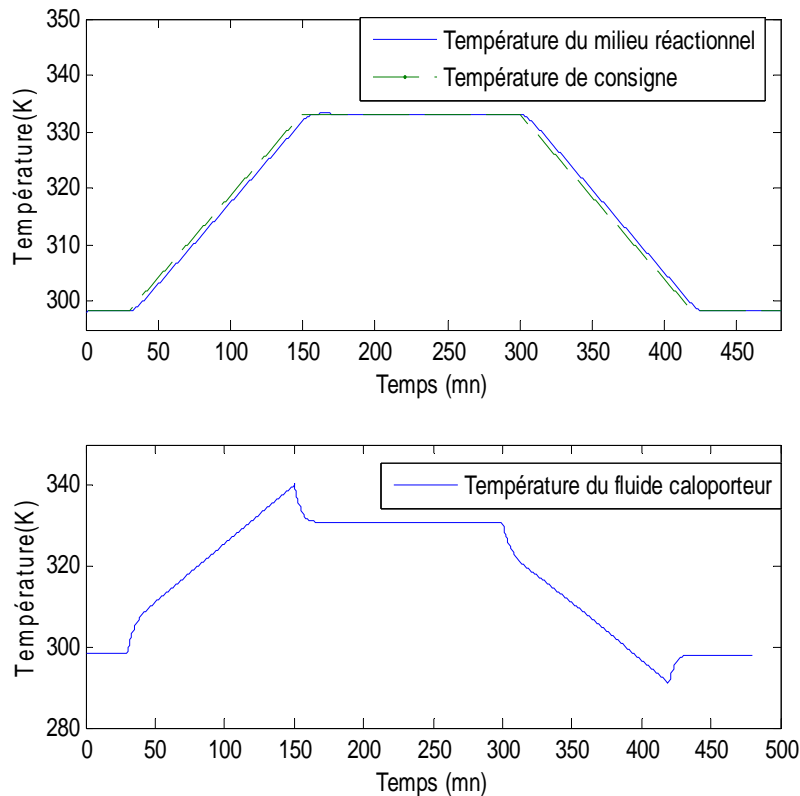 350
340
330
320
310
300
Température(K)
Température du milieu réactionnel
Température de consigne
0 50 100 150 200 250 300 350 400 450
Temps (mn)
340
320
300
280
Température(K)
Température du fluide caloporteur
0 50 100 150 200 250 300 350 400 450 500
Temps (mn)